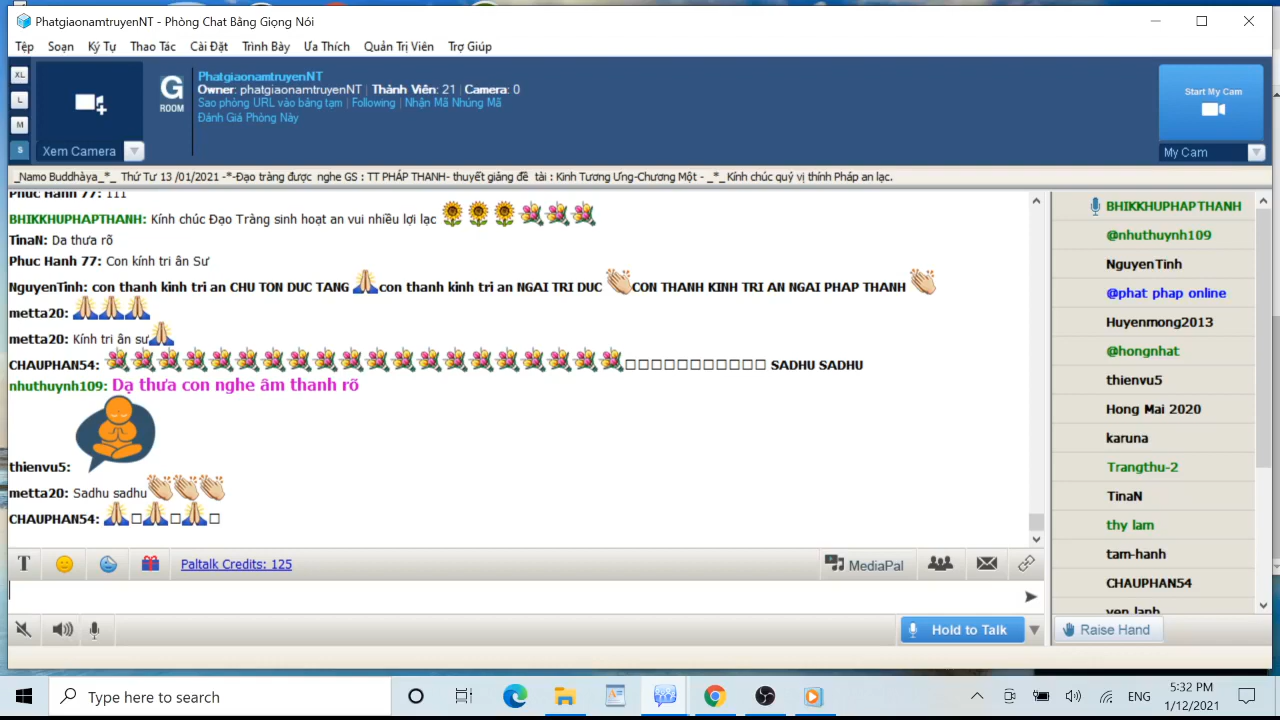 PhatgiaonamtruyenNT - Phòng Chat Bằng Giọng Nói
Tệp Soạn Ký Tự Thao Tác Cài Đặt Trình Bày Ưa Thích Quản Trị Viên Trợ Giúp
XL
L
M
S
Xem Camera
G
ROOM
PhatgiaonamtruyenNT
Owner: phatgiaonamtruyenNT | Thành Viên: 21 | Camera: 0
Sao phỏng URL vào bảng tạm | Following | Nhận Mã Nhúng Mã
Đánh Giá Phòng Này
Start My Cam
My Cam
_Namo Buddhàya_*_ Thứ Tư 13 /01/2021 -*-Đạo tràng được nghe GS : TT PHÁP THANH- thuyết giảng đề tài : Kinh Tương Ưng-Chương Một - _*_Kính chúc quý vị thính Pháp an lạc.
Phuc Hanh 77: 111
BHIKKHUPHAPTHANH: Kính chúc Đạo Tràng sinh hoạt an vui nhiều lợi lạc
TinaN: Da thưa rõ
Phuc Hanh 77: Con kính tri ân Sư
NguyenTinh: con thanh kinh tri an CHU TON DUC TANG con thanh kinh tri an NGAI TRI DUC CON THANH KINH TRI AN NGAI PHAP THANH
metta20:
metta20: Kính tri ân sư
CHAUPHAN54: □□□□□□□□□□□ SADHU SADHU
nhuthuynh109: Dạ thưa con nghe âm thanh rõ
thienvu5:
metta20: Sadhu sadhu
CHAUPHAN54: □ □ □
T
Paltalk Credits: 125
MediaPal
Hold to Talk
BHIKKHUPHAPTHANH
@nhuthuynh109
NguyenTinh
@phat phap online
Huyenmong2013
@hongnhat
thienvu5
Hong Mai 2020
karuna
Trangthu-2
TinaN
thy lam
tam-hanh
CHAUPHAN54
yen lanh
Raise Hand
Type here to search
ENG
5:32 PM
1/12/2021